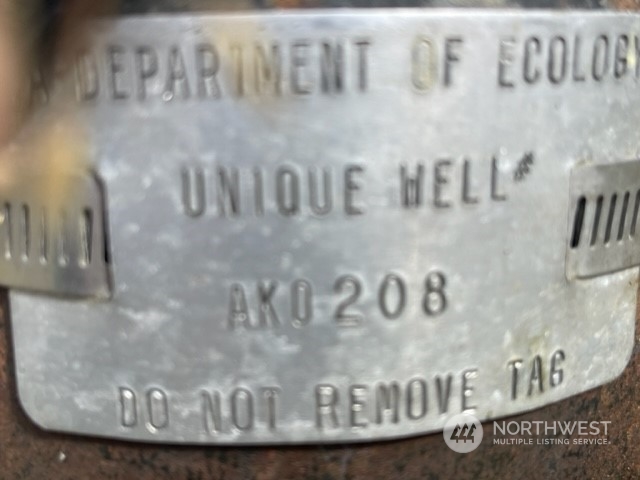 A DEPARTMENT OF ECOLOGY
UNIQUE WELL#
AKO208
DO NOT REMOVE TAG
NORTHWEST
MULTIPLE LISTING SERVICE